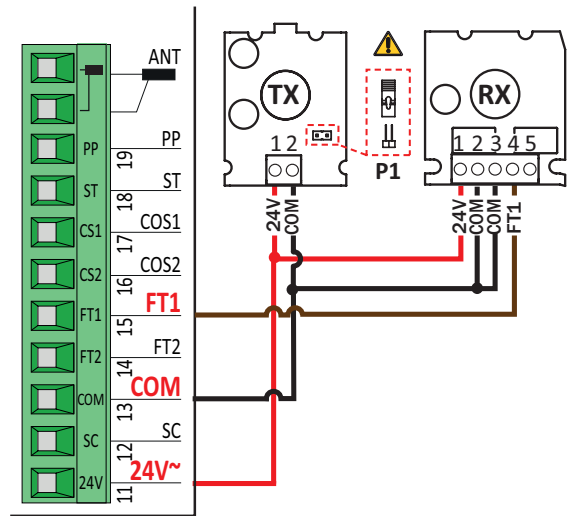 ANT
PP
PP
19
ST
ST
18
CS1
COS1
17
CS2
COS2
16
FT1
FT1
15
FT2
FT2
14
COM
COM
13
SC
SC
12
24V
24V~
11
TX
1 2
24V
COM
P1
RX
1 2 3 4 5
24V
COM
COM
FT1